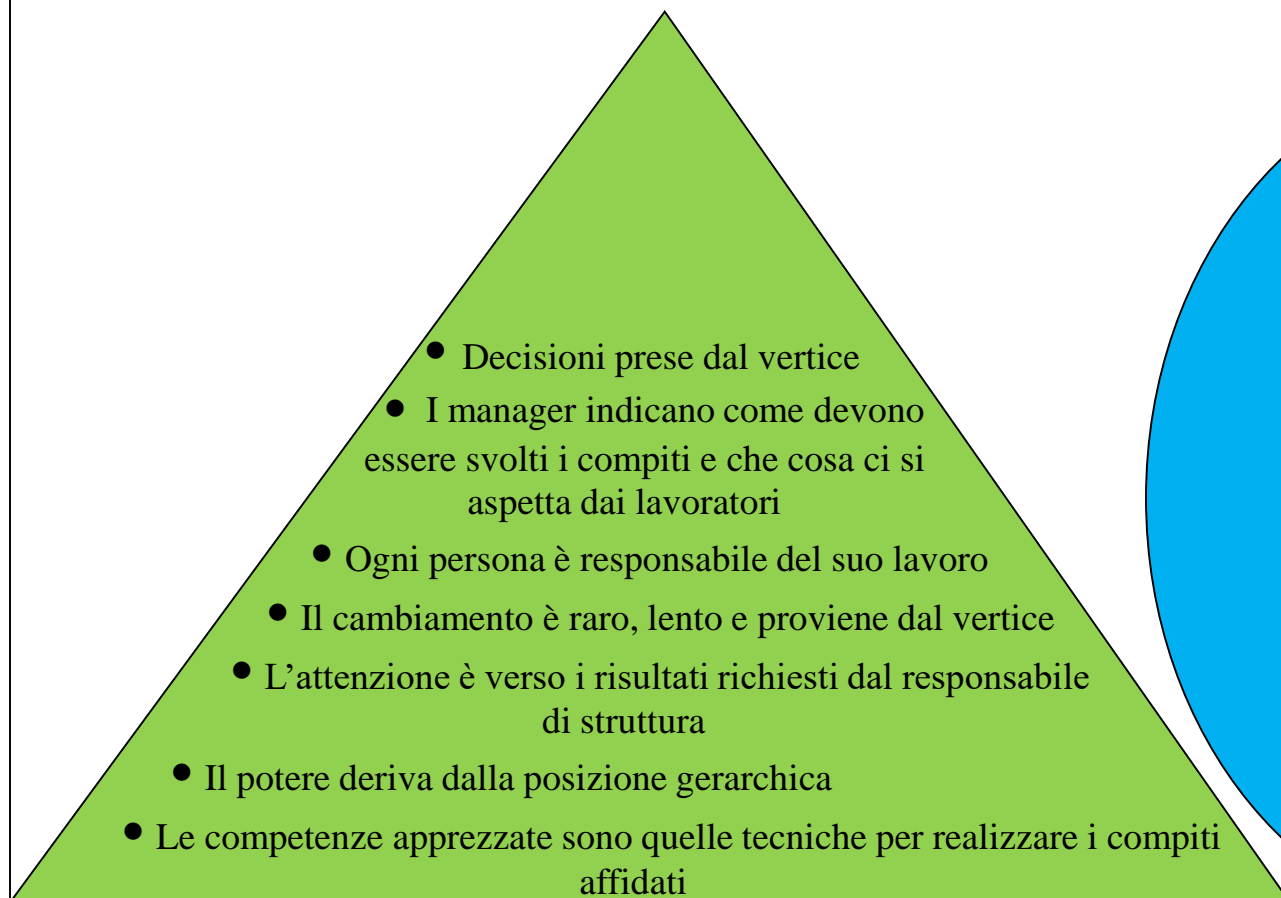 • Decisioni prese dal vertice
• I manager indicano come devono
essere svolti i compiti e che cosa ci si
aspetta dai lavoratori
• Ogni persona è responsabile del suo lavoro
• Il cambiamento è raro, lento e proviene dal vertice
• L’attenzione è verso i risultati richiesti dal responsabile
di struttura
• Il potere deriva dalla posizione gerarchica
• Le competenze apprezzate sono quelle tecniche per realizzare i compiti
affidati